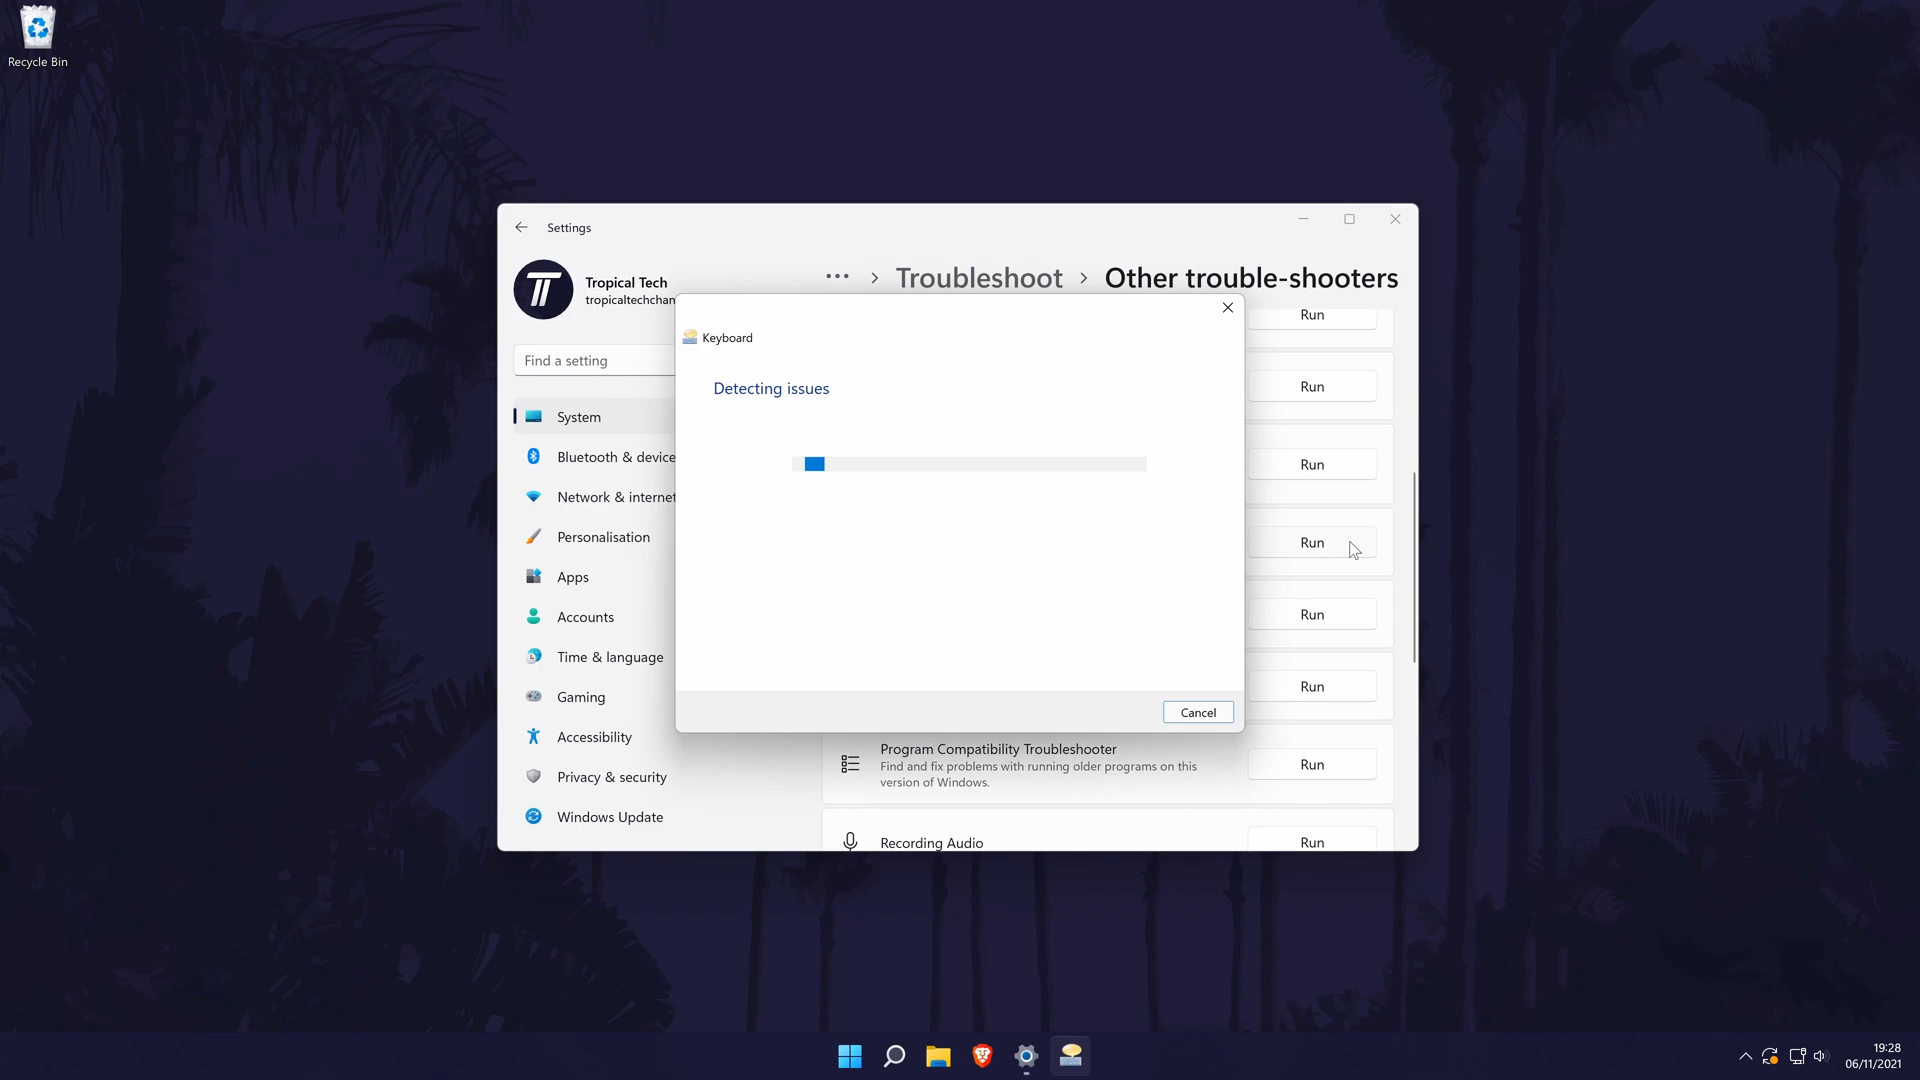 Recycle Bin
Settings
Tropical Tech
tropicaltechchan
··· > Troubleshoot > Other trouble-shooters
Find a setting
System
Bluetooth & device
Network & internet
Personalisation
Apps
Accounts
Time & language
Gaming
Accessibility
Privacy & security
Windows Update
Keyboard
Detecting issues
Cancel
Run
Run
Run
Run
Run
Run
Program Compatibility Troubleshooter
Find and fix problems with running older programs on this
version of Windows.
Run
Recording Audio
Run
19:28
06/11/2021